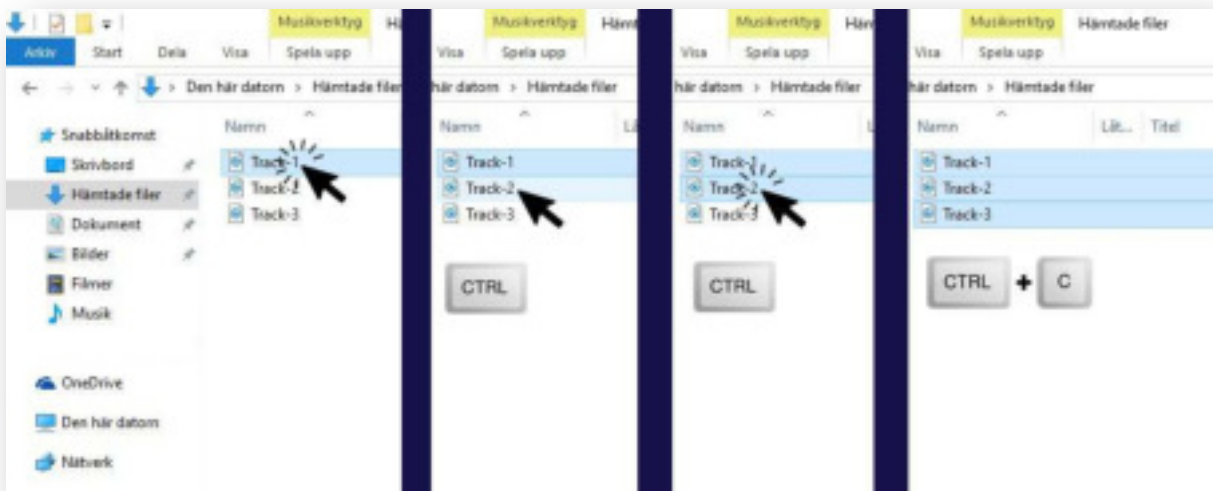 Musikverktyg
Arkiv Start Dela Visa Spela upp
Den här datorn > Hämtade filer
Namn
Snabbåtkomst
Skrivbord
Hämtade filer
Dokument
Bilder
Filmer
Musik
OneDrive
Den här datorn
Nätverk
Track-1
Track-2
Track-3
Musikverktyg
Visa Spela upp
här datorn > Hämtade filer
Namn
Track-1
Track-2
Track-3
CTRL
Musikverktyg
Visa Spela upp
här datorn > Hämtade filer
Namn
Track-1
Track-2
Track-3
CTRL
Musikverktyg Hämtade filer
Visa Spela upp
här datorn > Hämtade filer
Namn Lät... Titel
Track-1
Track-2
Track-3
CTRL + C